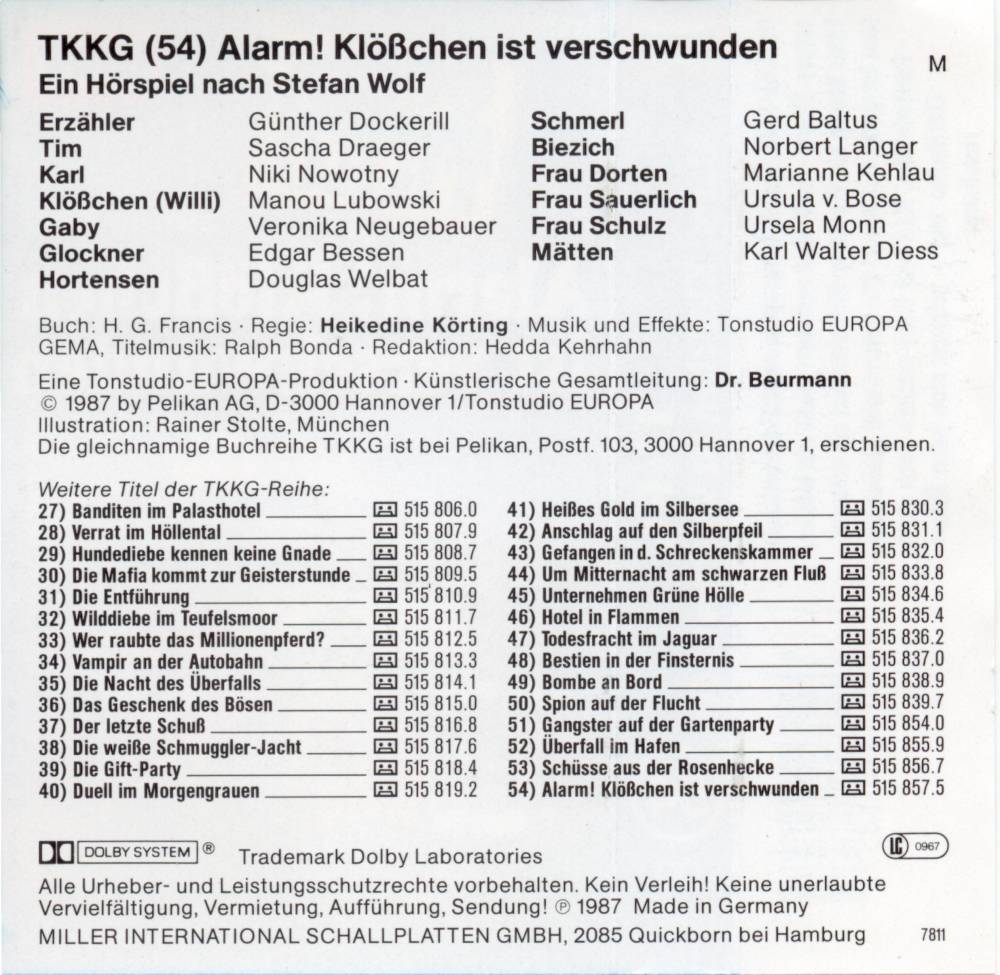 TKKG (54) Alarm! Klößchen ist verschwunden
M
Ein Hörspiel nach Stefan Wolf
Erzähler Günther Dockerill
Tim Sascha Draeger
Karl Niki Nowotny
Klößchen (Willi) Manou Lubowski
Gaby Veronika Neugebauer
Glockner Edgar Bessen
Hortensen Douglas Welbat
Schmerl Gerd Baltus
Biezich Norbert Langer
Frau Dorten Marianne Kehlau
Frau Sauerlich Ursula v. Bose
Frau Schulz Ursela Monn
Mätten Karl Walter Diess
Buch: H. G. Francis · Regie: Heikedine Körting · Musik und Effekte: Tonstudio EUROPA
GEMA, Titelmusik: Ralph Bonda · Redaktion: Hedda Kehrhahn
Eine Tonstudio-EUROPA-Produktion · Künstlerische Gesamtleitung: Dr. Beurmann
© 1987 by Pelikan AG, D-3000 Hannover 1/Tonstudio EUROPA
Illustration: Rainer Stolte, München
Die gleichnamige Buchreihe TKKG ist bei Pelikan, Postf. 103, 3000 Hannover 1, erschienen.
Weitere Titel der TKKG-Reihe:
27) Banditen im Palasthotel 515 806.0
28) Verrat im Höllental 515 807.9
29) Hundediebe kennen keine Gnade 515 808.7
30) Die Mafia kommt zur Geisterstunde 515 809.5
31) Die Entführung 515 810.9
32) Wilddiebe im Teufelsmoor 515 811.7
33) Wer raubte das Millionenpferd? 515 812.5
34) Vampir an der Autobahn 515 813.3
35) Die Nacht des Überfalls 515 814.1
36) Das Geschenk des Bösen 515 815.0
37) Der letzte Schuß 515 816.8
38) Die weiße Schmuggler-Jacht 515 817.6
39) Die Gift-Party 515 818.4
40) Duell im Morgengrauen 515 819.2
41) Heißes Gold im Silbersee 515 830.3
42) Anschlag auf den Silberpfeil 515 831.1
43) Gefangen in d. Schreckenskammer 515 832.0
44) Um Mitternacht am schwarzen Fluß 515 833.8
45) Unternehmen Grüne Hölle 515 834.6
46) Hotel in Flammen 515 835.4
47) Todesfracht im Jaguar 515 836.2
48) Bestien in der Finsternis 515 837.0
49) Bombe an Bord 515 838.9
50) Spion auf der Flucht 515 839.7
51) Gangster auf der Gartenparty 515 854.0
52) Überfall im Hafen 515 855.9
53) Schüsse aus der Rosenhecke 515 856.7
54) Alarm! Klößchen ist verschwunden 515 857.5
DOLBY SYSTEM ® Trademark Dolby Laboratories
LC 0967
Alle Urheber- und Leistungsschutzrechte vorbehalten. Kein Verleih! Keine unerlaubte
Vervielfältigung, Vermietung, Aufführung, Sendung! ℗ 1987 Made in Germany
MILLER INTERNATIONAL SCHALLPLATTEN GMBH, 2085 Quickborn bei Hamburg 7811